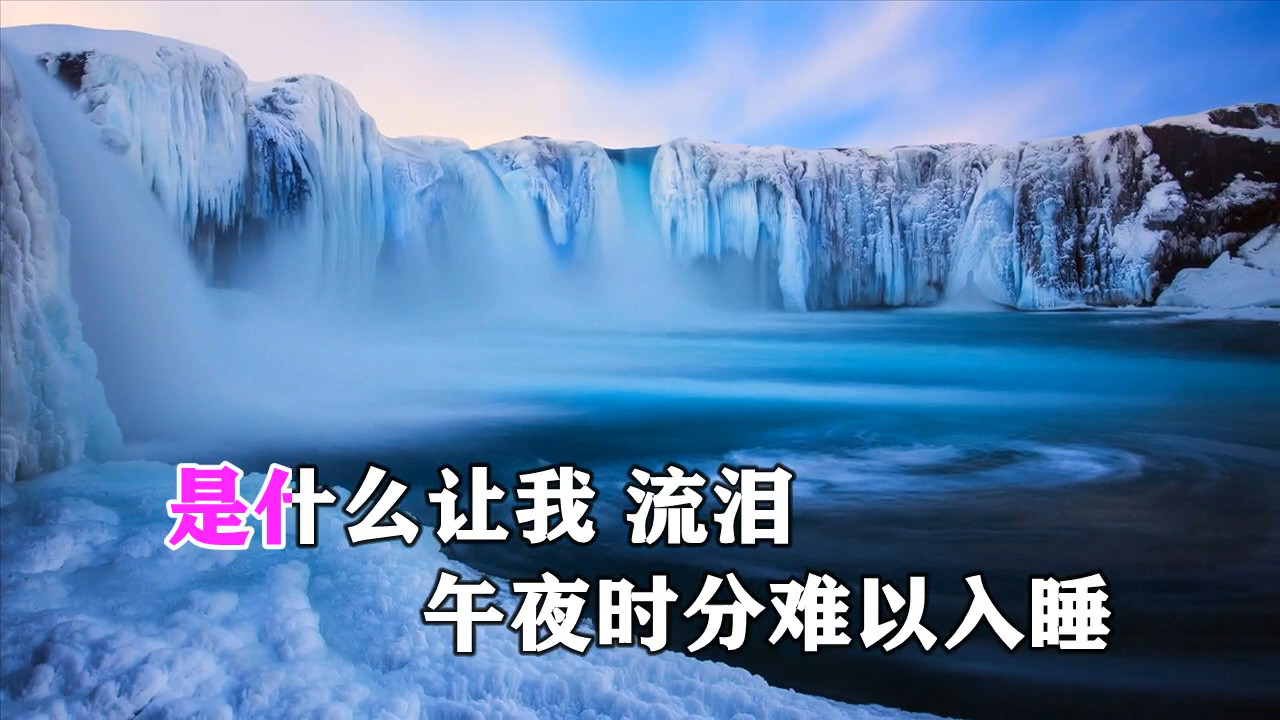 是什么让我 流泪
午夜时分难以入睡